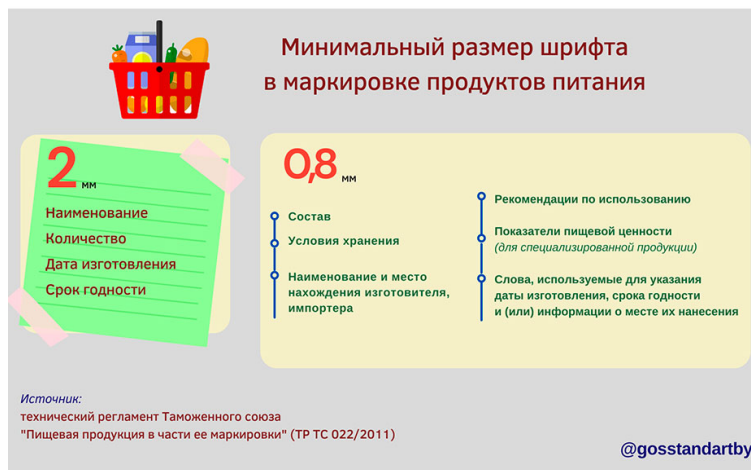 Минимальный размер шрифта
в маркировке продуктов питания
2 мм
Наименование
Количество
Дата изготовления
Срок годности
0,8 мм
Состав
Условия хранения
Наименование и место
нахождения изготовителя,
импортера
Рекомендации по использованию
Показатели пищевой ценности
(для специализированной продукции)
Слова, используемые для указания
даты изготовления, срока годности
и (или) информации о месте их нанесения
Источник:
технический регламент Таможенного союза
"Пищевая продукция в части ее маркировки" (ТР ТС 022/2011)
@gosstandartby